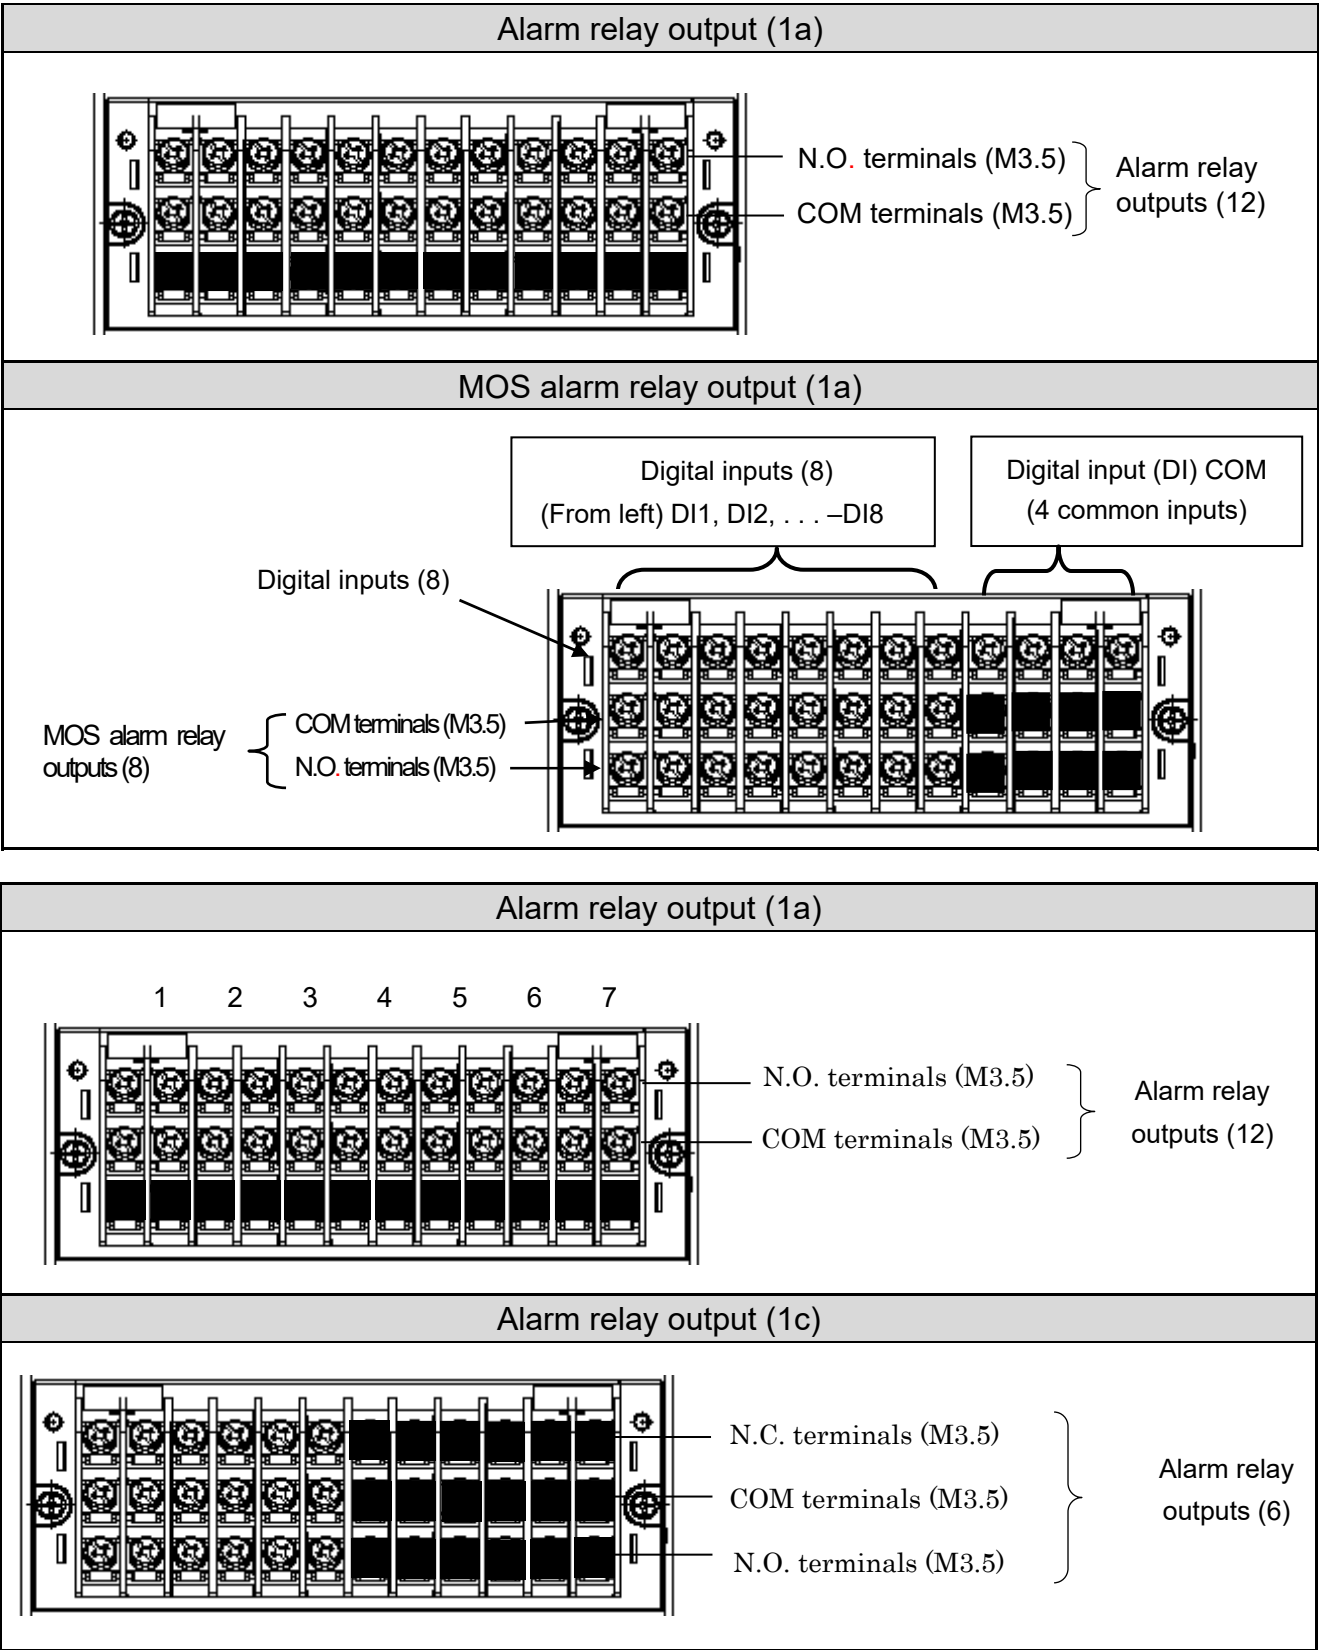 Alarm relay output (1a)
N.O. terminals (M3.5)
COM terminals (M3.5)
Alarm relay
outputs (12)
MOS alarm relay output (1a)
Digital inputs (8)
(From left) DI1, DI2, . . . –DI8
Digital input (DI) COM
(4 common inputs)
Digital inputs (8)
MOS alarm relay
outputs (8)
COM terminals (M3.5)
N.O. terminals (M3.5)
Alarm relay output (1a)
1 2 3 4 5 6 7
N.O. terminals (M3.5)
COM terminals (M3.5)
Alarm relay
outputs (12)
Alarm relay output (1c)
N.C. terminals (M3.5)
COM terminals (M3.5)
N.O. terminals (M3.5)
Alarm relay
outputs (6)